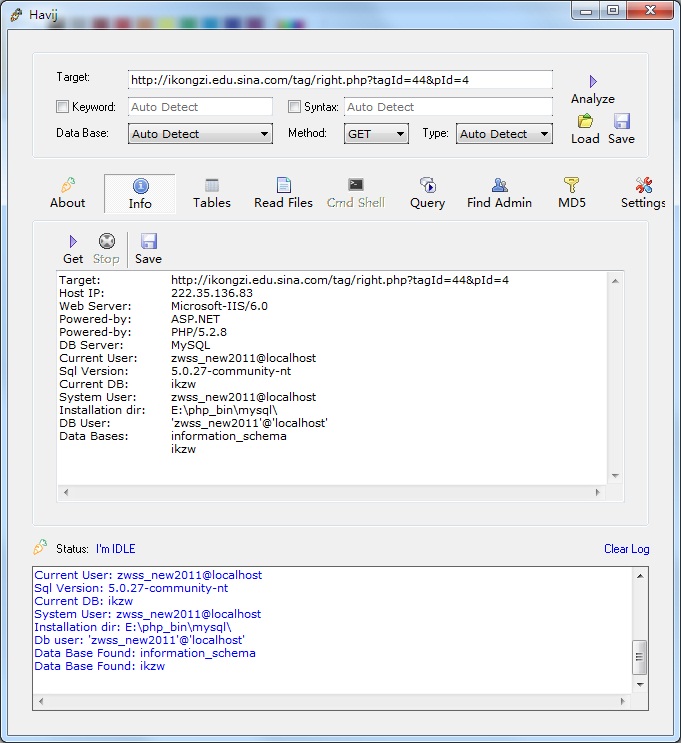 Havij
Target: http://ikongzi.edu.sina.com/tag/right.php?tagId=44&pId=4
Analyze
Keyword: Auto Detect Syntax: Auto Detect
Data Base: Auto Detect Method: GET Type: Auto Detect
Load Save
About Info Tables Read Files Cmd Shell Query Find Admin MD5 Settings
Get Stop Save
Target: http://ikongzi.edu.sina.com/tag/right.php?tagId=44&pId=4
Host IP: 222.35.136.83
Web Server: Microsoft-IIS/6.0
Powered-by: ASP.NET
Powered-by: PHP/5.2.8
DB Server: MySQL
Current User: zwss_new2011@localhost
Sql Version: 5.0.27-community-nt
Current DB: ikzw
System User: zwss_new2011@localhost
Installation dir: E:\php_bin\mysql\
DB User: 'zwss_new2011'@'localhost'
Data Bases: information_schema
ikzw
Status: I'm IDLE Clear Log
Current User: zwss_new2011@localhost
Sql Version: 5.0.27-community-nt
Current DB: ikzw
System User: zwss_new2011@localhost
Installation dir: E:\php_bin\mysql\
Db user: 'zwss_new2011'@'localhost'
Data Base Found: information_schema
Data Base Found: ikzw